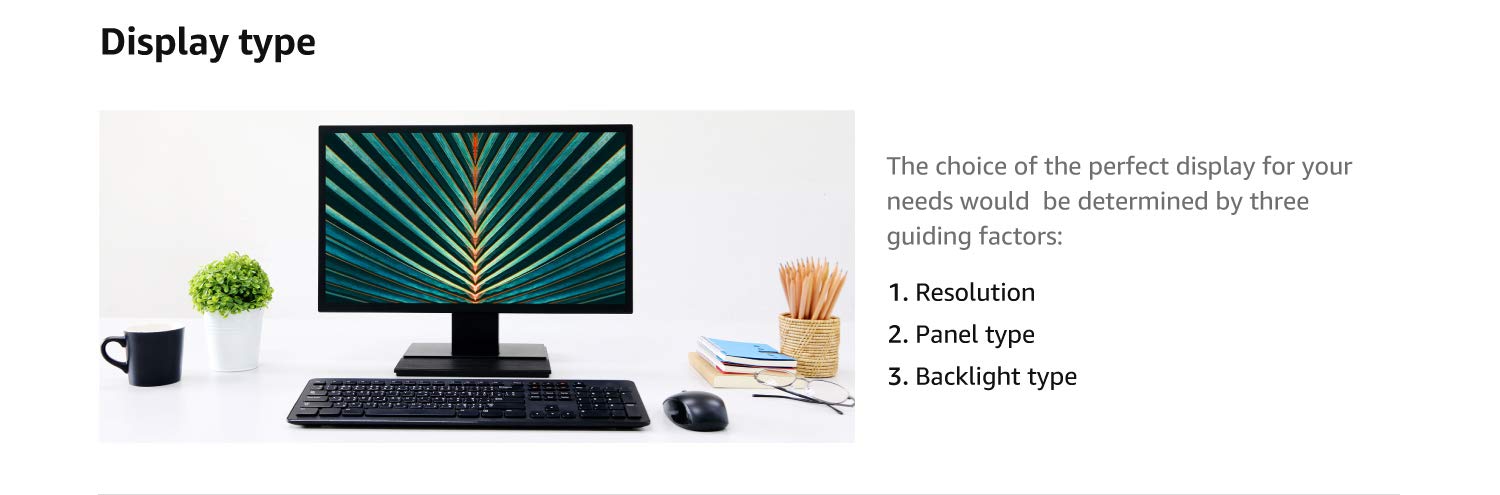 Display type
The choice of the perfect display for your
needs would  be determined by three
guiding factors:
1. Resolution
2. Panel type
3. Backlight type